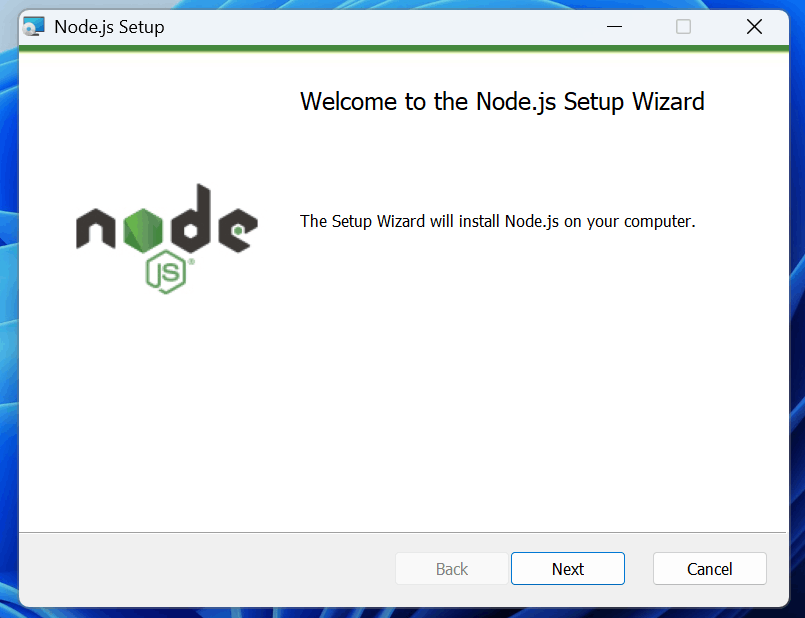 Node.js Setup
Welcome to the Node.js Setup Wizard
node
JS®
The Setup Wizard will install Node.js on your computer.
Back
Next
Cancel